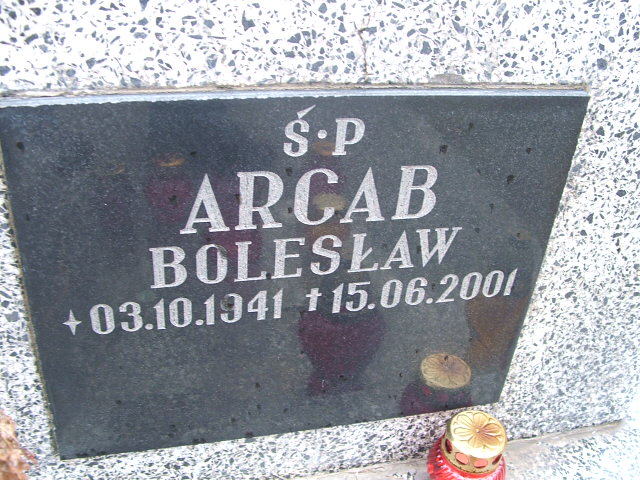 Ś.P
ARCAB
BOLESŁAW
+03.10.1941 †15.06.2001